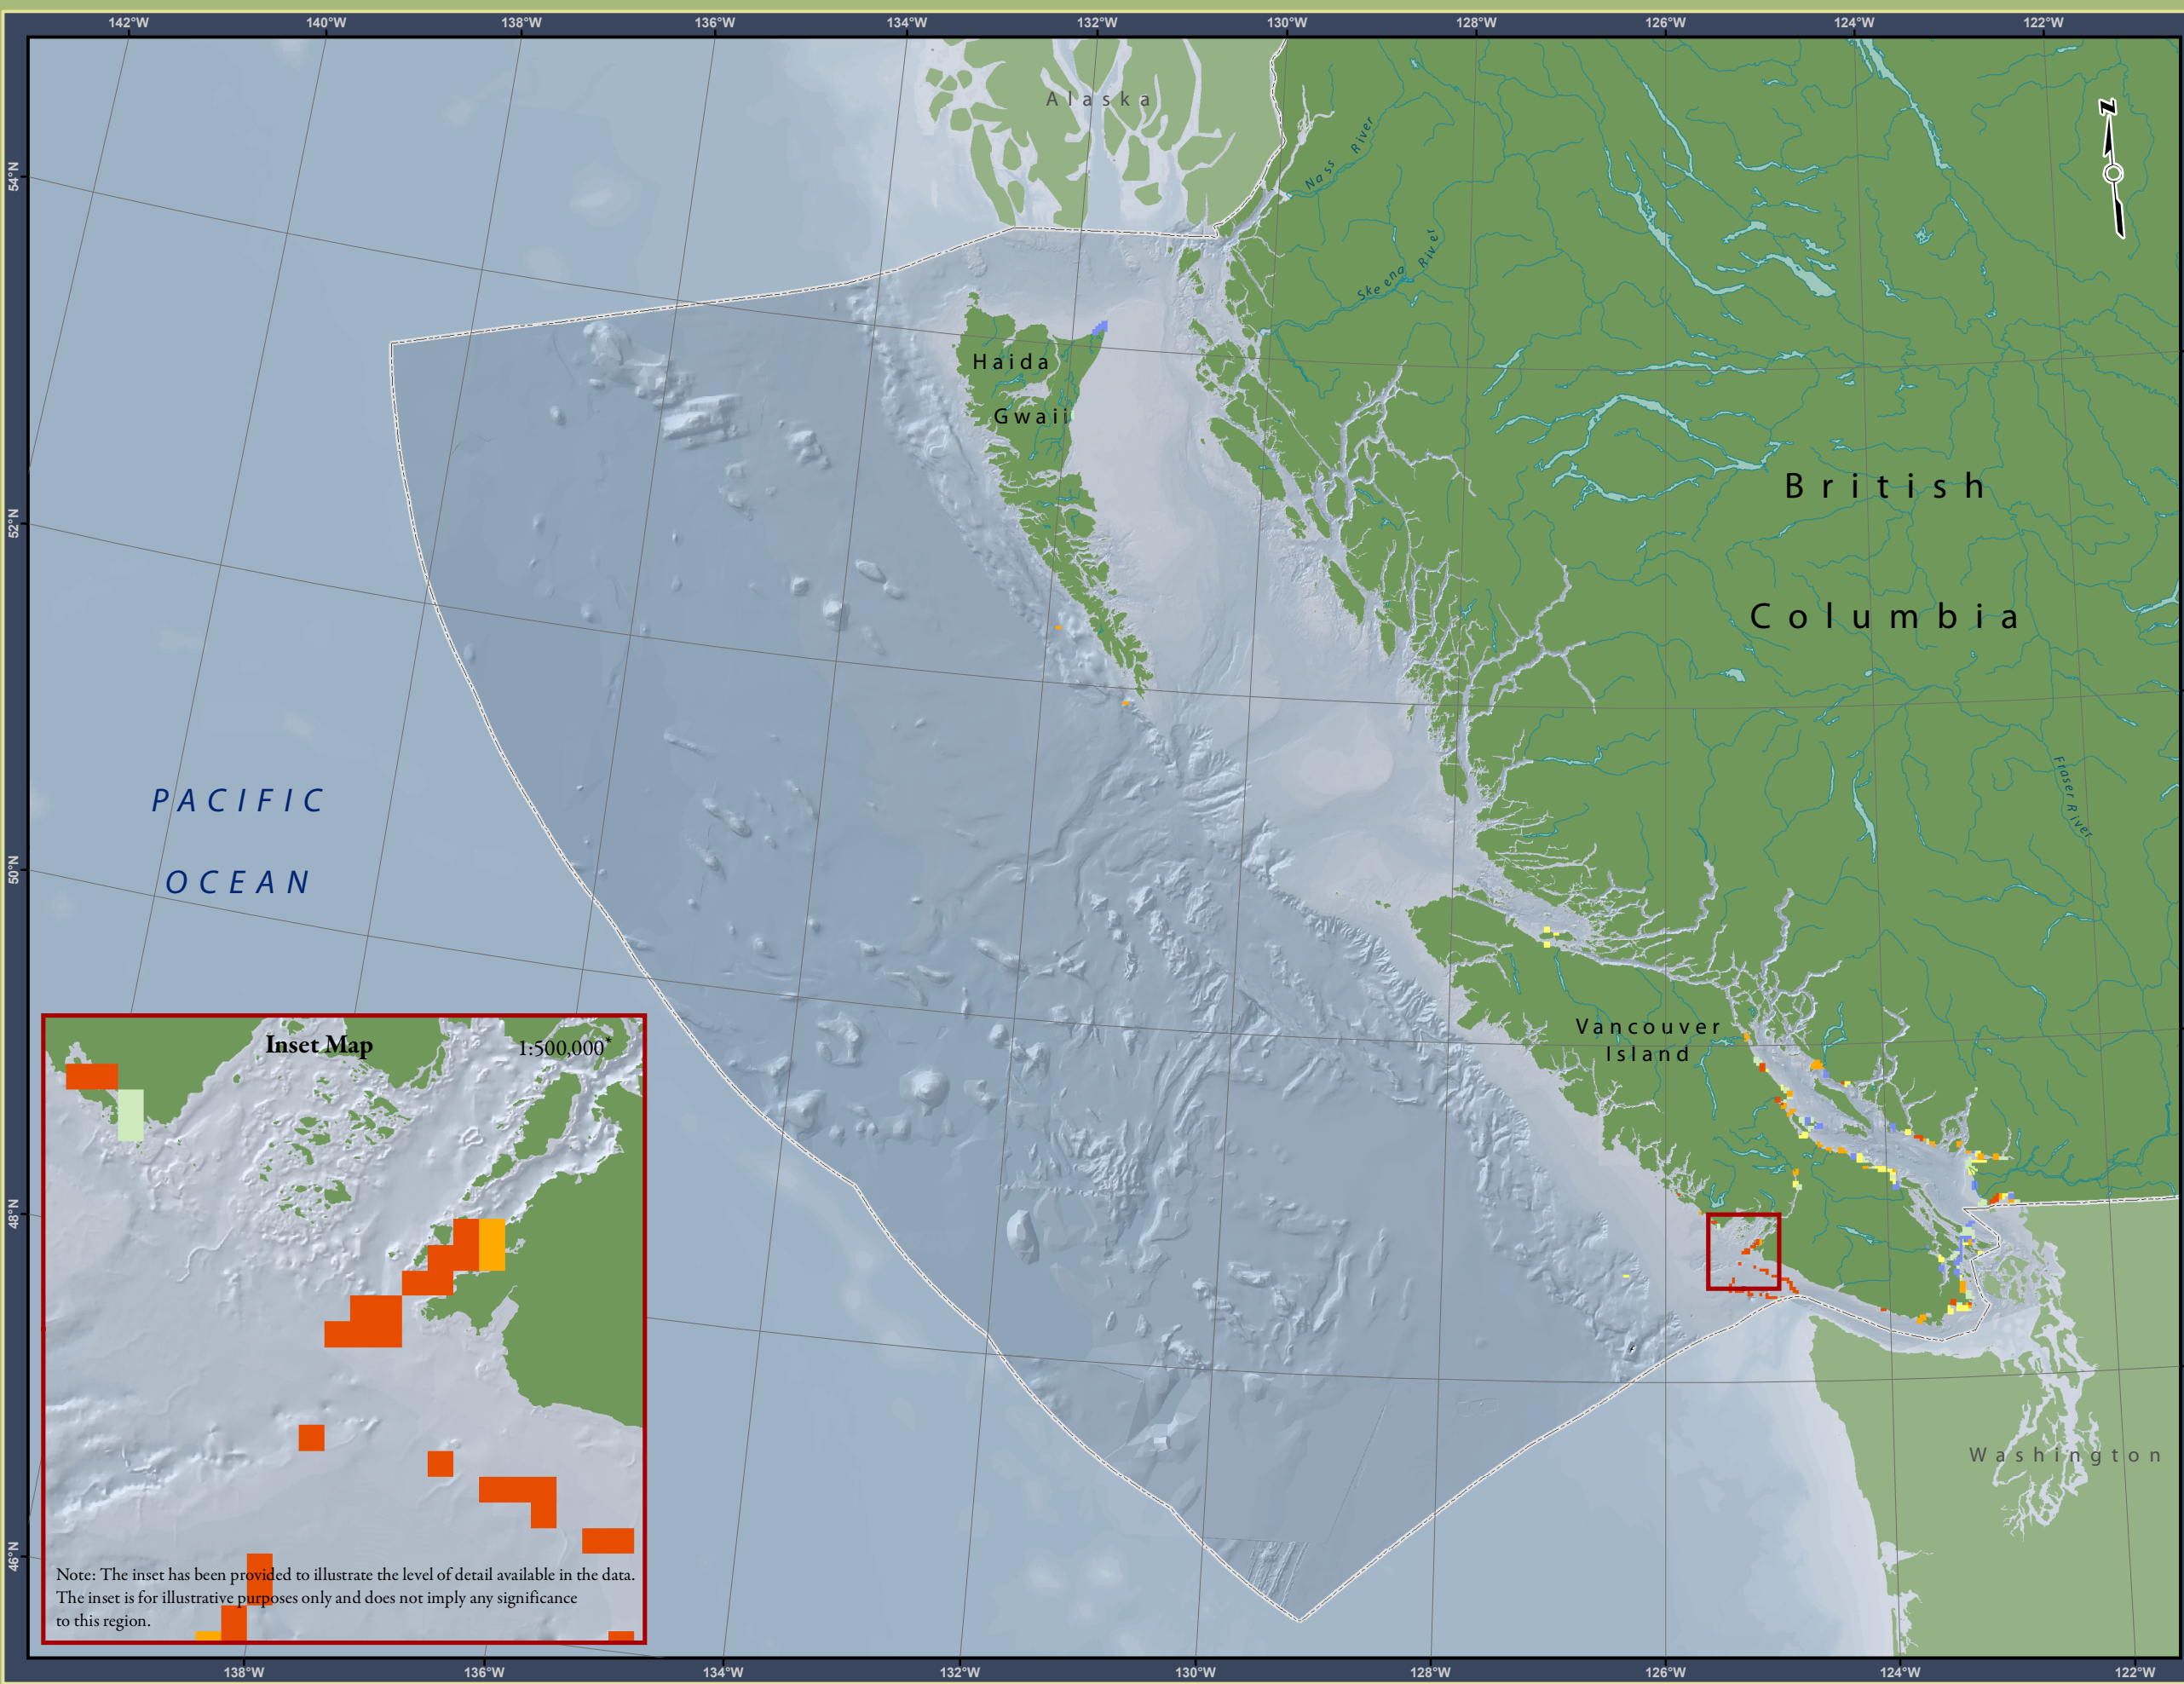 142°W 140°W 138°W 136°W 134°W 132°W 130°W 128°W 126°W 124°W 122°W
Alaska
N
Nass River
54°N
Skeena River
Haida
Gwaii
British
52°N
Columbia
Fraser River
PACIFIC
OCEAN
50°N
Vancouver
Island
Inset Map
1:500,000*
48°N
Washington
46°N
Note: The inset has been provided to illustrate the level of detail available in the data.
The inset is for illustrative purposes only and does not imply any significance
to this region.
138°W 136°W 134°W 132°W 130°W 128°W 126°W 124°W 122°W